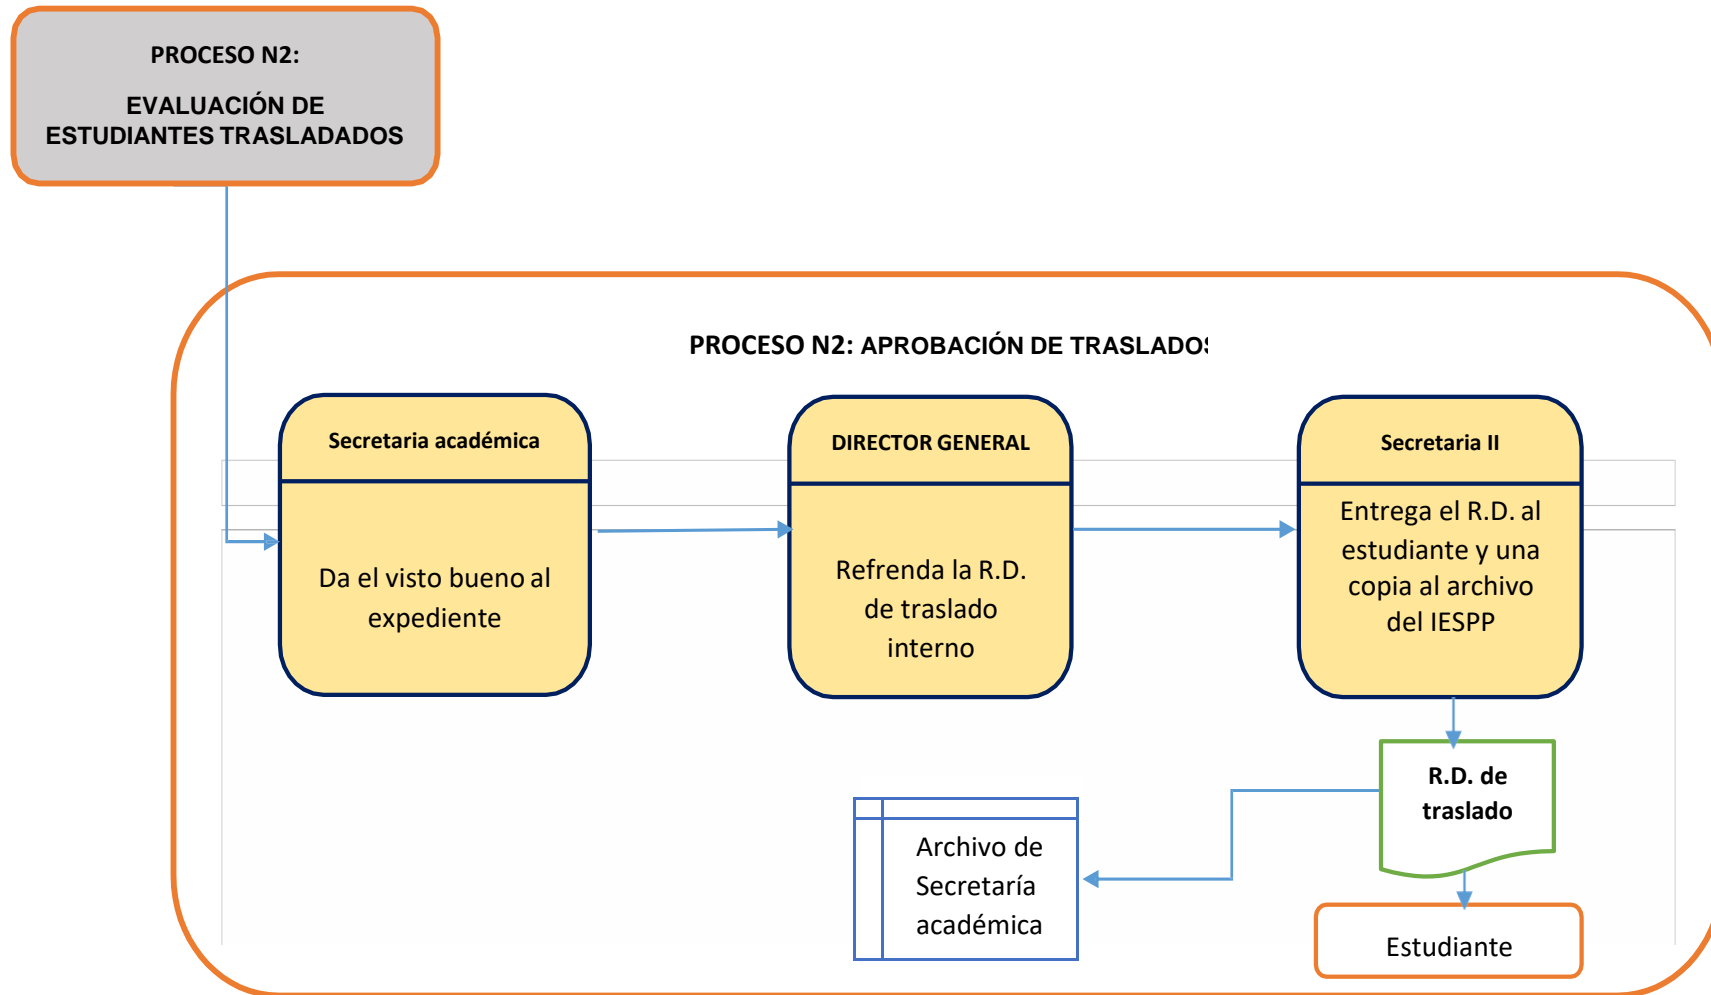 PROCESO N2:
EVALUACIÓN DE
ESTUDIANTES TRASLADADOS
PROCESO N2: APROBACIÓN DE TRASLADOS
Secretaria académica
Da el visto bueno al
expediente
DIRECTOR GENERAL
Refrenda la R.D.
de traslado
interno
Secretaria II
Entrega el R.D. al
estudiante y una
copia al archivo
del IESPP
R.D. de
traslado
Archivo de
Secretaría
académica
Estudiante